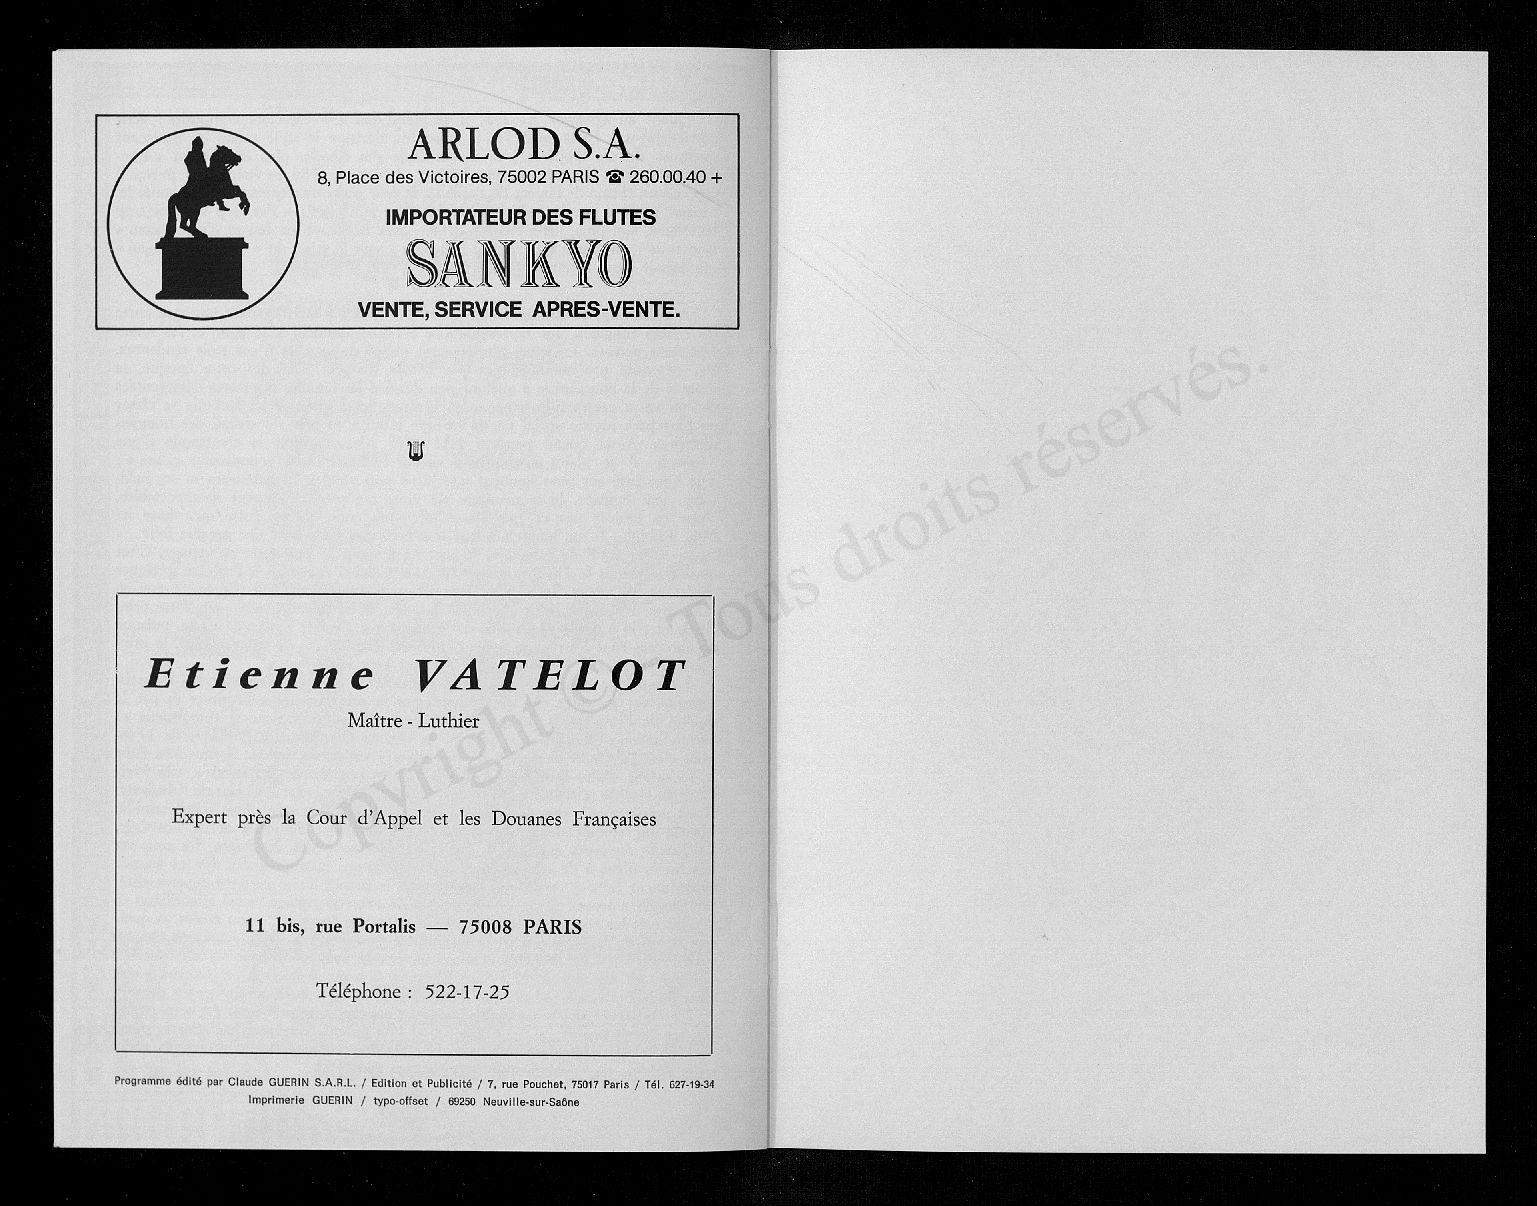 ARLOD S.A.
8, Place des Victoires, 75002 PARIS ☎ 260.00.40 +
IMPORTATEUR DES FLUTES
SANKYO
VENTE, SERVICE APRES-VENTE.
Etienne VATELOT
Maître - Luthier
Expert près la Cour d'Appel et les Douanes Françaises
11 bis, rue Portalis — 75008 PARIS
Téléphone : 522-17-25
Programme édité par Claude GUERIN S.A.R.L. / Edition et Publicité / 7, rue Pouchet, 75017 Paris / Tél. 627-19-34
Imprimerie GUERIN / typo-offset / 69250 Neuville-sur-Saône
Copyright © - Tous droits réservés.